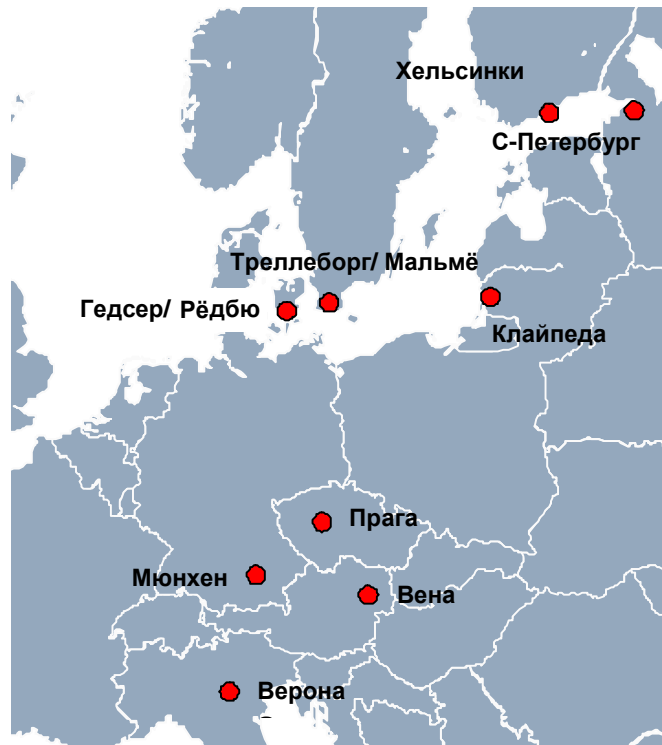 Хельсинки
С-Петербург
Треллеборг/ Мальмё
Гедсер/ Рёдбю
Клайпеда
Прага
Мюнхен
Вена
Верона